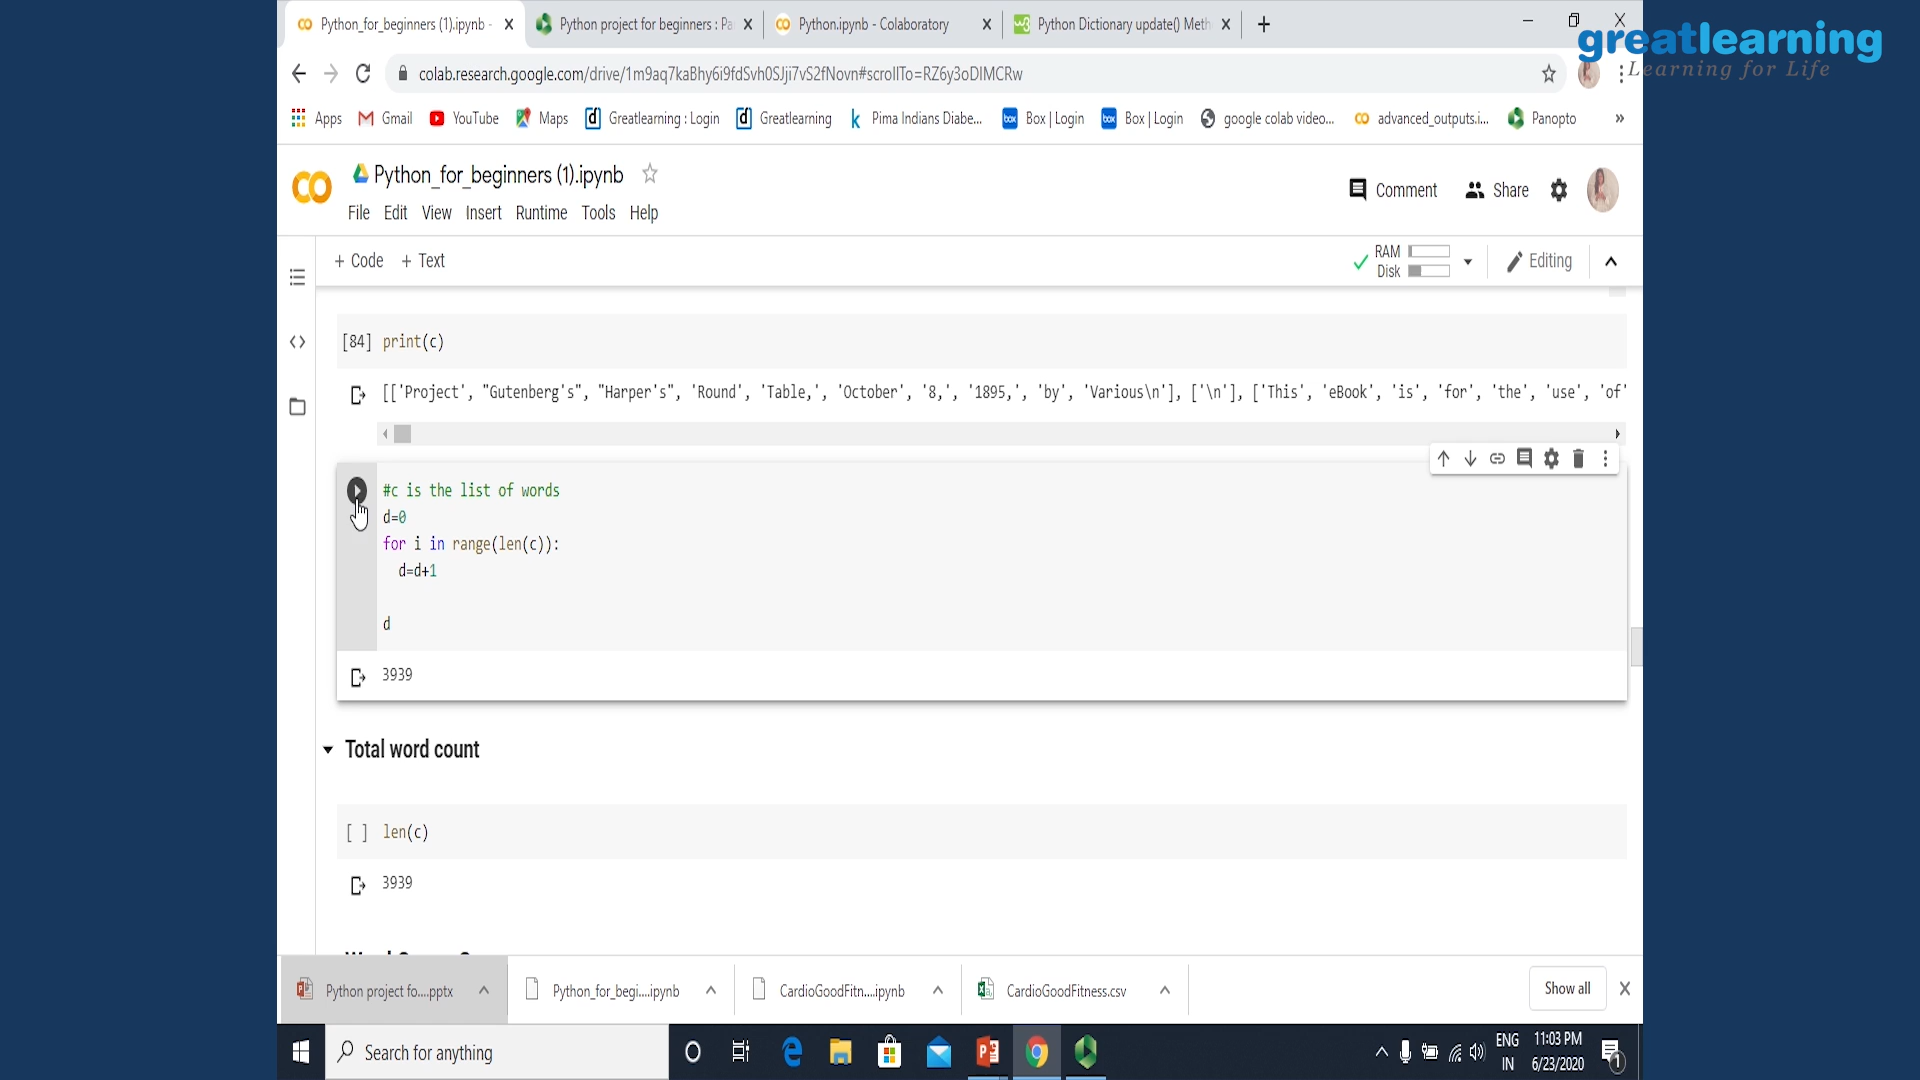 Python_for_beginners (1).ipynb -
Python project for beginners : Pa
Python.ipynb - Colaboratory
Python Dictionary update() Meth
greatlearning
Learning for Life
colab.research.google.com/drive/1m9aq7kaBhy6i9fdSvh0SJji7vS2fNovn#scrollTo=RZ6y3oDIMCRw
Apps Gmail YouTube Maps Greatlearning : Login Greatlearning Pima Indians Diabe... Box | Login Box | Login google colab video... advanced_outputs.i... Panopto »
Python_for_beginners (1).ipynb
Comment Share
File Edit View Insert Runtime Tools Help
+ Code + Text
RAM
Disk
Editing
[84] print(c)
[['Project', "Gutenberg's", "Harper's", 'Round', 'Table,', 'October', '8,', '1895,', 'by', 'Various\n'], ['\n'], ['This', 'eBook', 'is', 'for', 'the', 'use', 'of'
#c is the list of words
d=0
for i in range(len(c)):
d=d+1
d
3939
Total word count
[ ] len(c)
3939
Python project fo....pptx
Python_for_begi....ipynb
CardioGoodFitn....ipynb
CardioGoodFitness.csv
Show all
Search for anything
ENG
IN
11:03 PM
6/23/2020
1